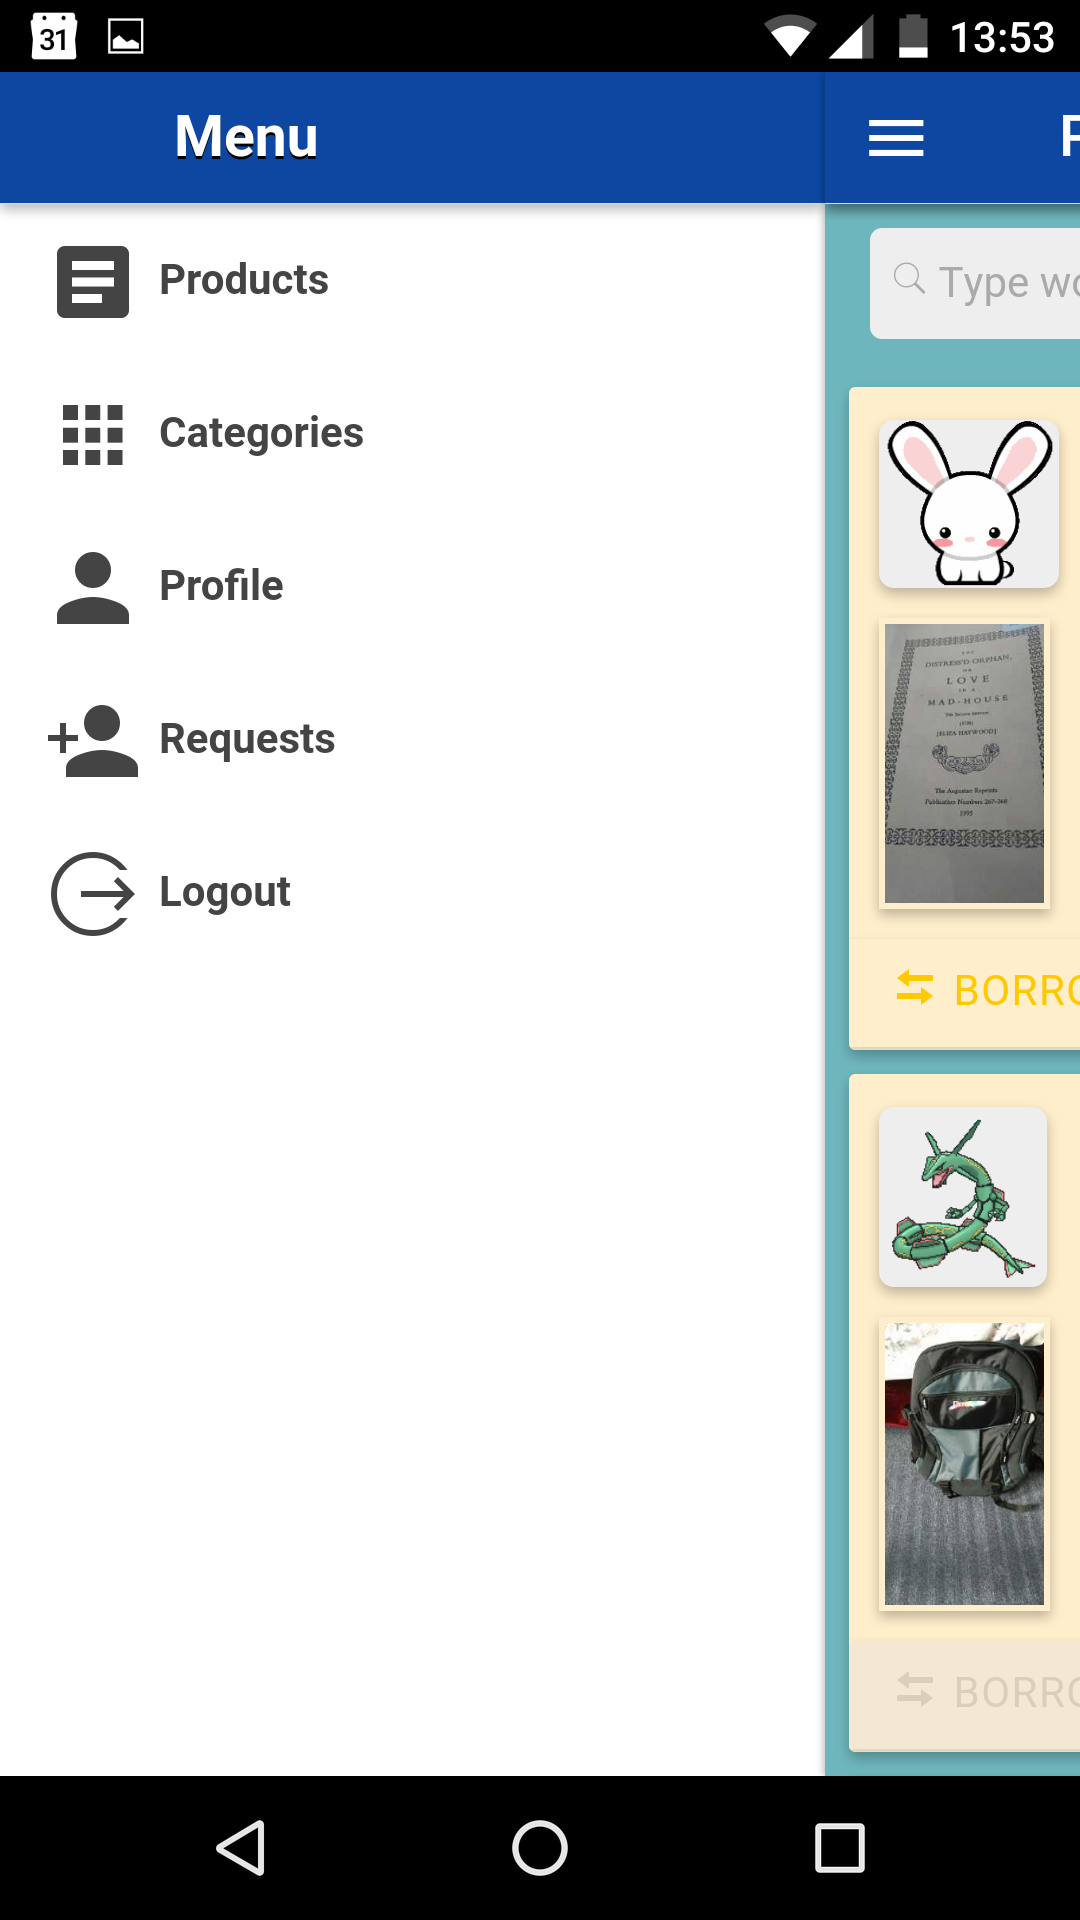 31
13:53
Menu
P
Products
Type wo
Categories
Profile
THE
DISTRESS'D ORPHAN,
OR
LOVE
IN A
MAD-HOUSE
The Second Edition
(1726)
[ELIZA HAYWOOD]
The Augustan Reprints
Publication Numbers 267-268
1995
Requests
Logout
BORRO
BORRO